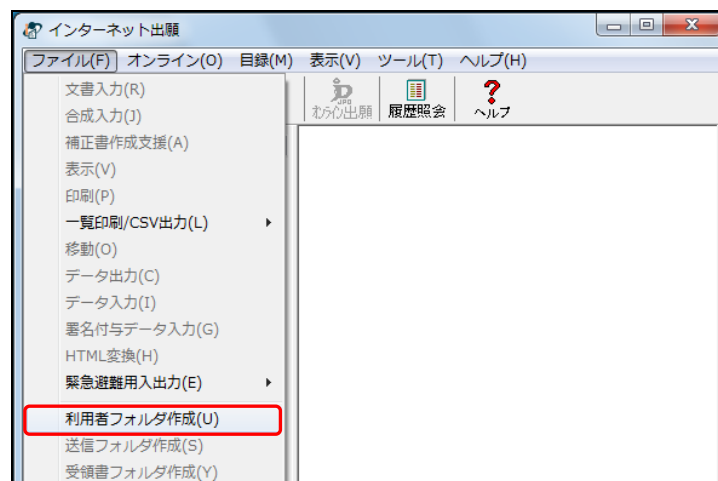 インターネット出願
ファイル(F) オンライン(O) 目録(M) 表示(V) ツール(T) ヘルプ(H)
文書入力(R)
合成入力(J)
補正書作成支援(A)
表示(V)
印刷(P)
一覧印刷/CSV出力(L)
移動(O)
データ出力(C)
データ入力(I)
署名付与データ入力(G)
HTML変換(H)
緊急避難用入出力(E)
利用者フォルダ作成(U)
送信フォルダ作成(S)
受領書フォルダ作成(Y)
JPO
オンライン出願 履歴照会 ヘルプ